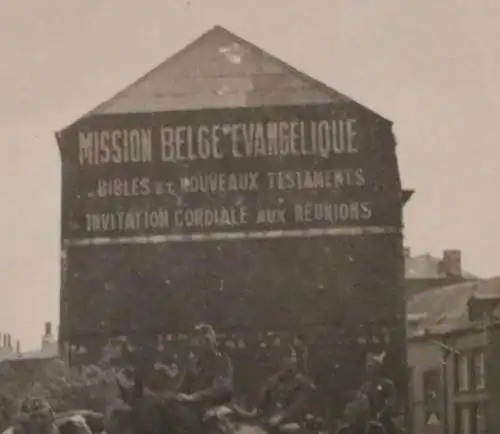 MISSION BELGE EVANGELIQUE
BIBLES ET NOUVEAUX TESTAMENTS
INVITATION CORDIALE AUX RÉUNIONS